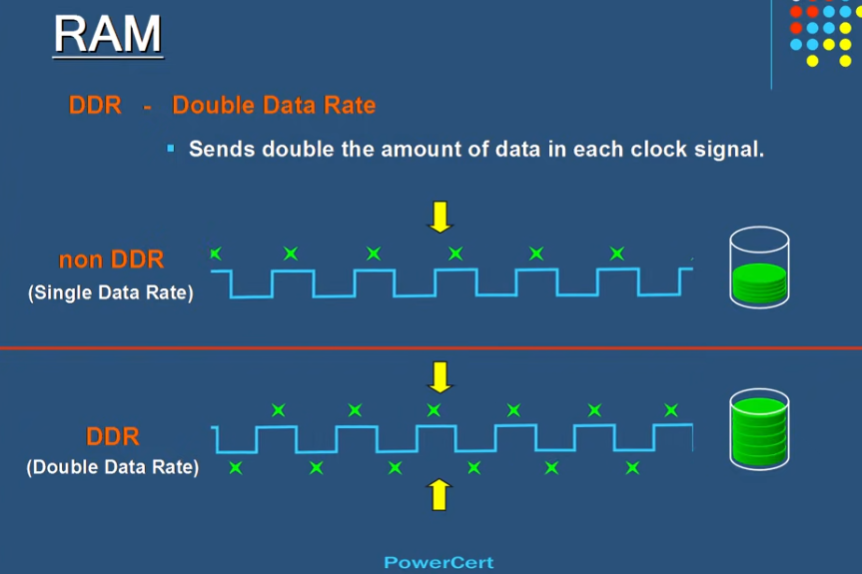 RAM
DDR - Double Data Rate
Sends double the amount of data in each clock signal.
non DDR
(Single Data Rate)
DDR
(Double Data Rate)
PowerCert